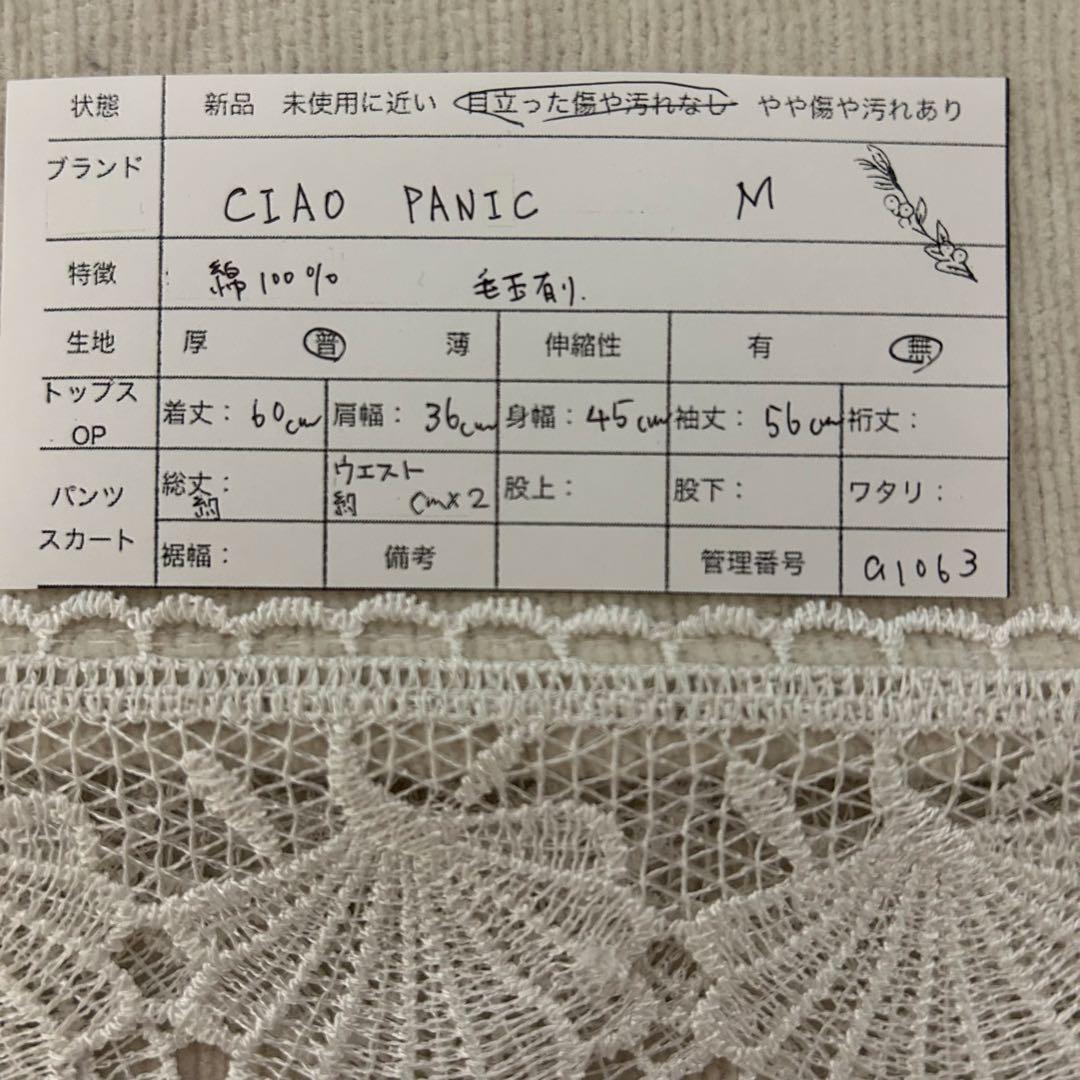 状態 新品 未使用に近い 目立った傷や汚れなし やや傷や汚れあり
ブランド CIAO PANIC M
特徴 綿100% 毛玉有り.
生地 厚 普 薄 伸縮性 有 無
トップス OP 着丈: 60cm 肩幅: 36cm 身幅: 45cm 袖丈: 56cm 裄丈:
パンツ スカート 総丈: 約 ウエスト 約 cm×2 股上: 股下: ワタリ:
裾幅: 備考 管理番号 a1063